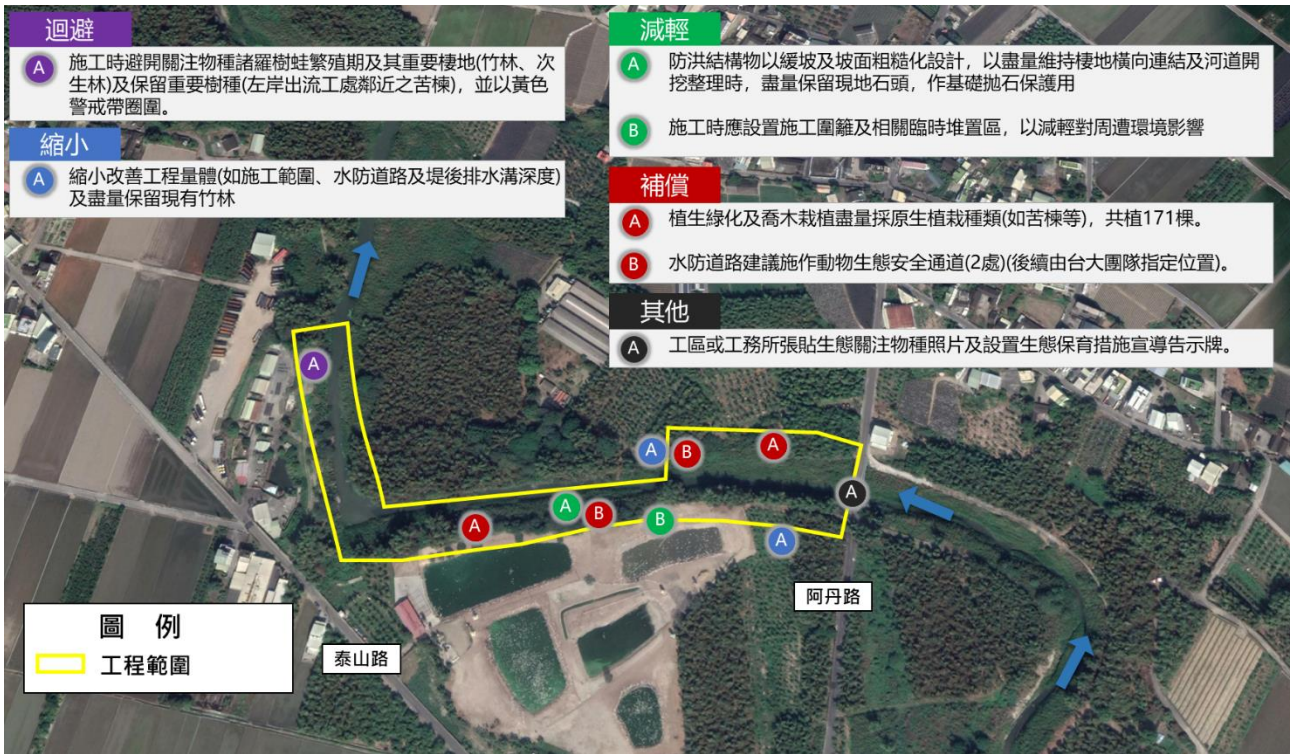 迴避
A 施工時避開關注物種諸羅樹蛙繁殖期及其重要棲地(竹林、次
生林)及保留重要樹種(左岸出流工處鄰近之苦楝)，並以黃色
警戒帶圈圍。
縮小
A 縮小改善工程量體(如施工範圍、水防道路及堤後排水溝深度)
及盡量保留現有竹林
減輕
A 防洪結構物以緩坡及坡面粗糙化設計，以盡量維持棲地橫向連結及河道開
挖整理時，盡量保留現地石頭，作基礎拋石保護用
B 施工時應設置施工圍籬及相關臨時堆置區，以減輕對周遭環境影響
補償
A 植生綠化及喬木栽植盡量採原生植栽種類(如苦楝等)，共植171棵。
B 水防道路建議施作動物生態安全通道(2處)(後續由台大團隊指定位置)。
其他
A 工區或工務所張貼生態關注物種照片及設置生態保育措施宣導告示牌。
A
A
B
A
A
A
B
A
B
A
阿丹路
泰山路
圖 例
工程範圍